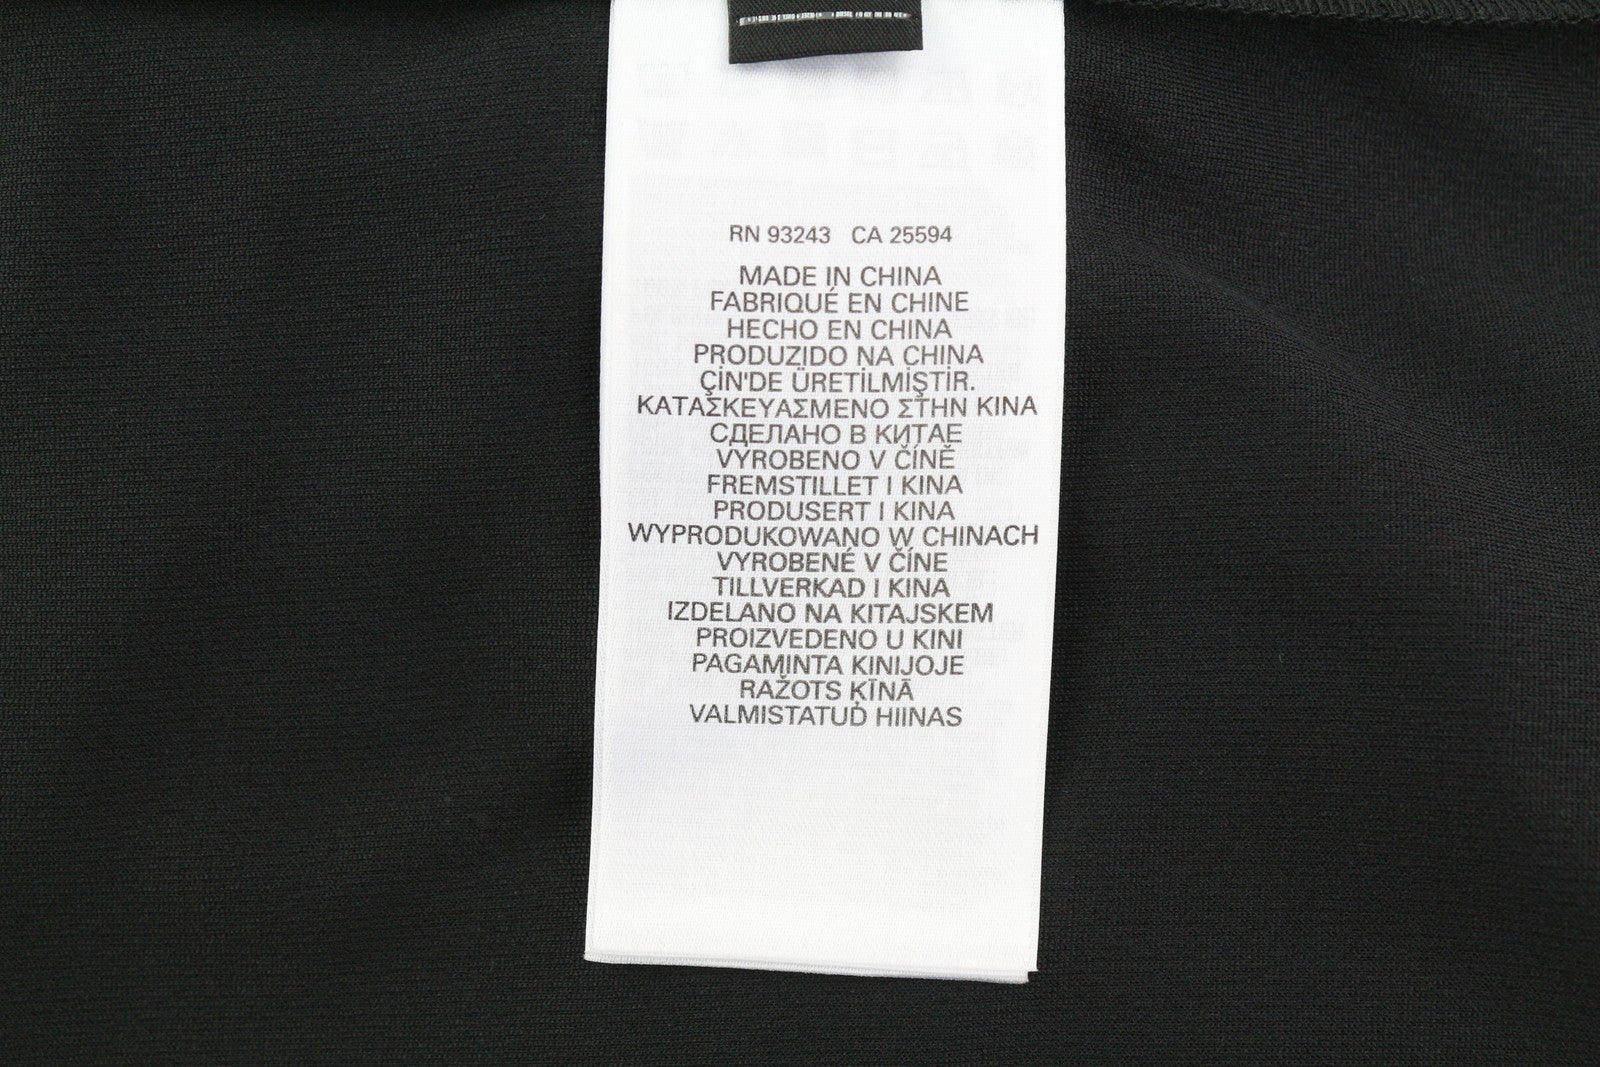 RN 93243 CA 25594
MADE IN CHINA
FABRIQUÉ EN CHINE
HECHO EN CHINA
PRODUZIDO NA CHINA
ÇİN'DE ÜRETİLMİŞTİR.
ΚΑΤΑΣΚΕΥΑΣΜΕΝΟ ΣΤΗΝ ΚΙΝΑ
СДЕЛАНО В КИТАЕ
VYROBENO V ČÍNĚ
FREMSTILLET I KINA
PRODUSERT I KINA
WYPRODUKOWANO W CHINACH
VYROBENÉ V ČÍNE
TILLVERKAD I KINA
IZDELANO NA KITAJSKEM
PROIZVEDENO U KINI
PAGAMINTA KINIJOJE
RAŽOTS ĶĪNĀ
VALMISTATUD HIINAS